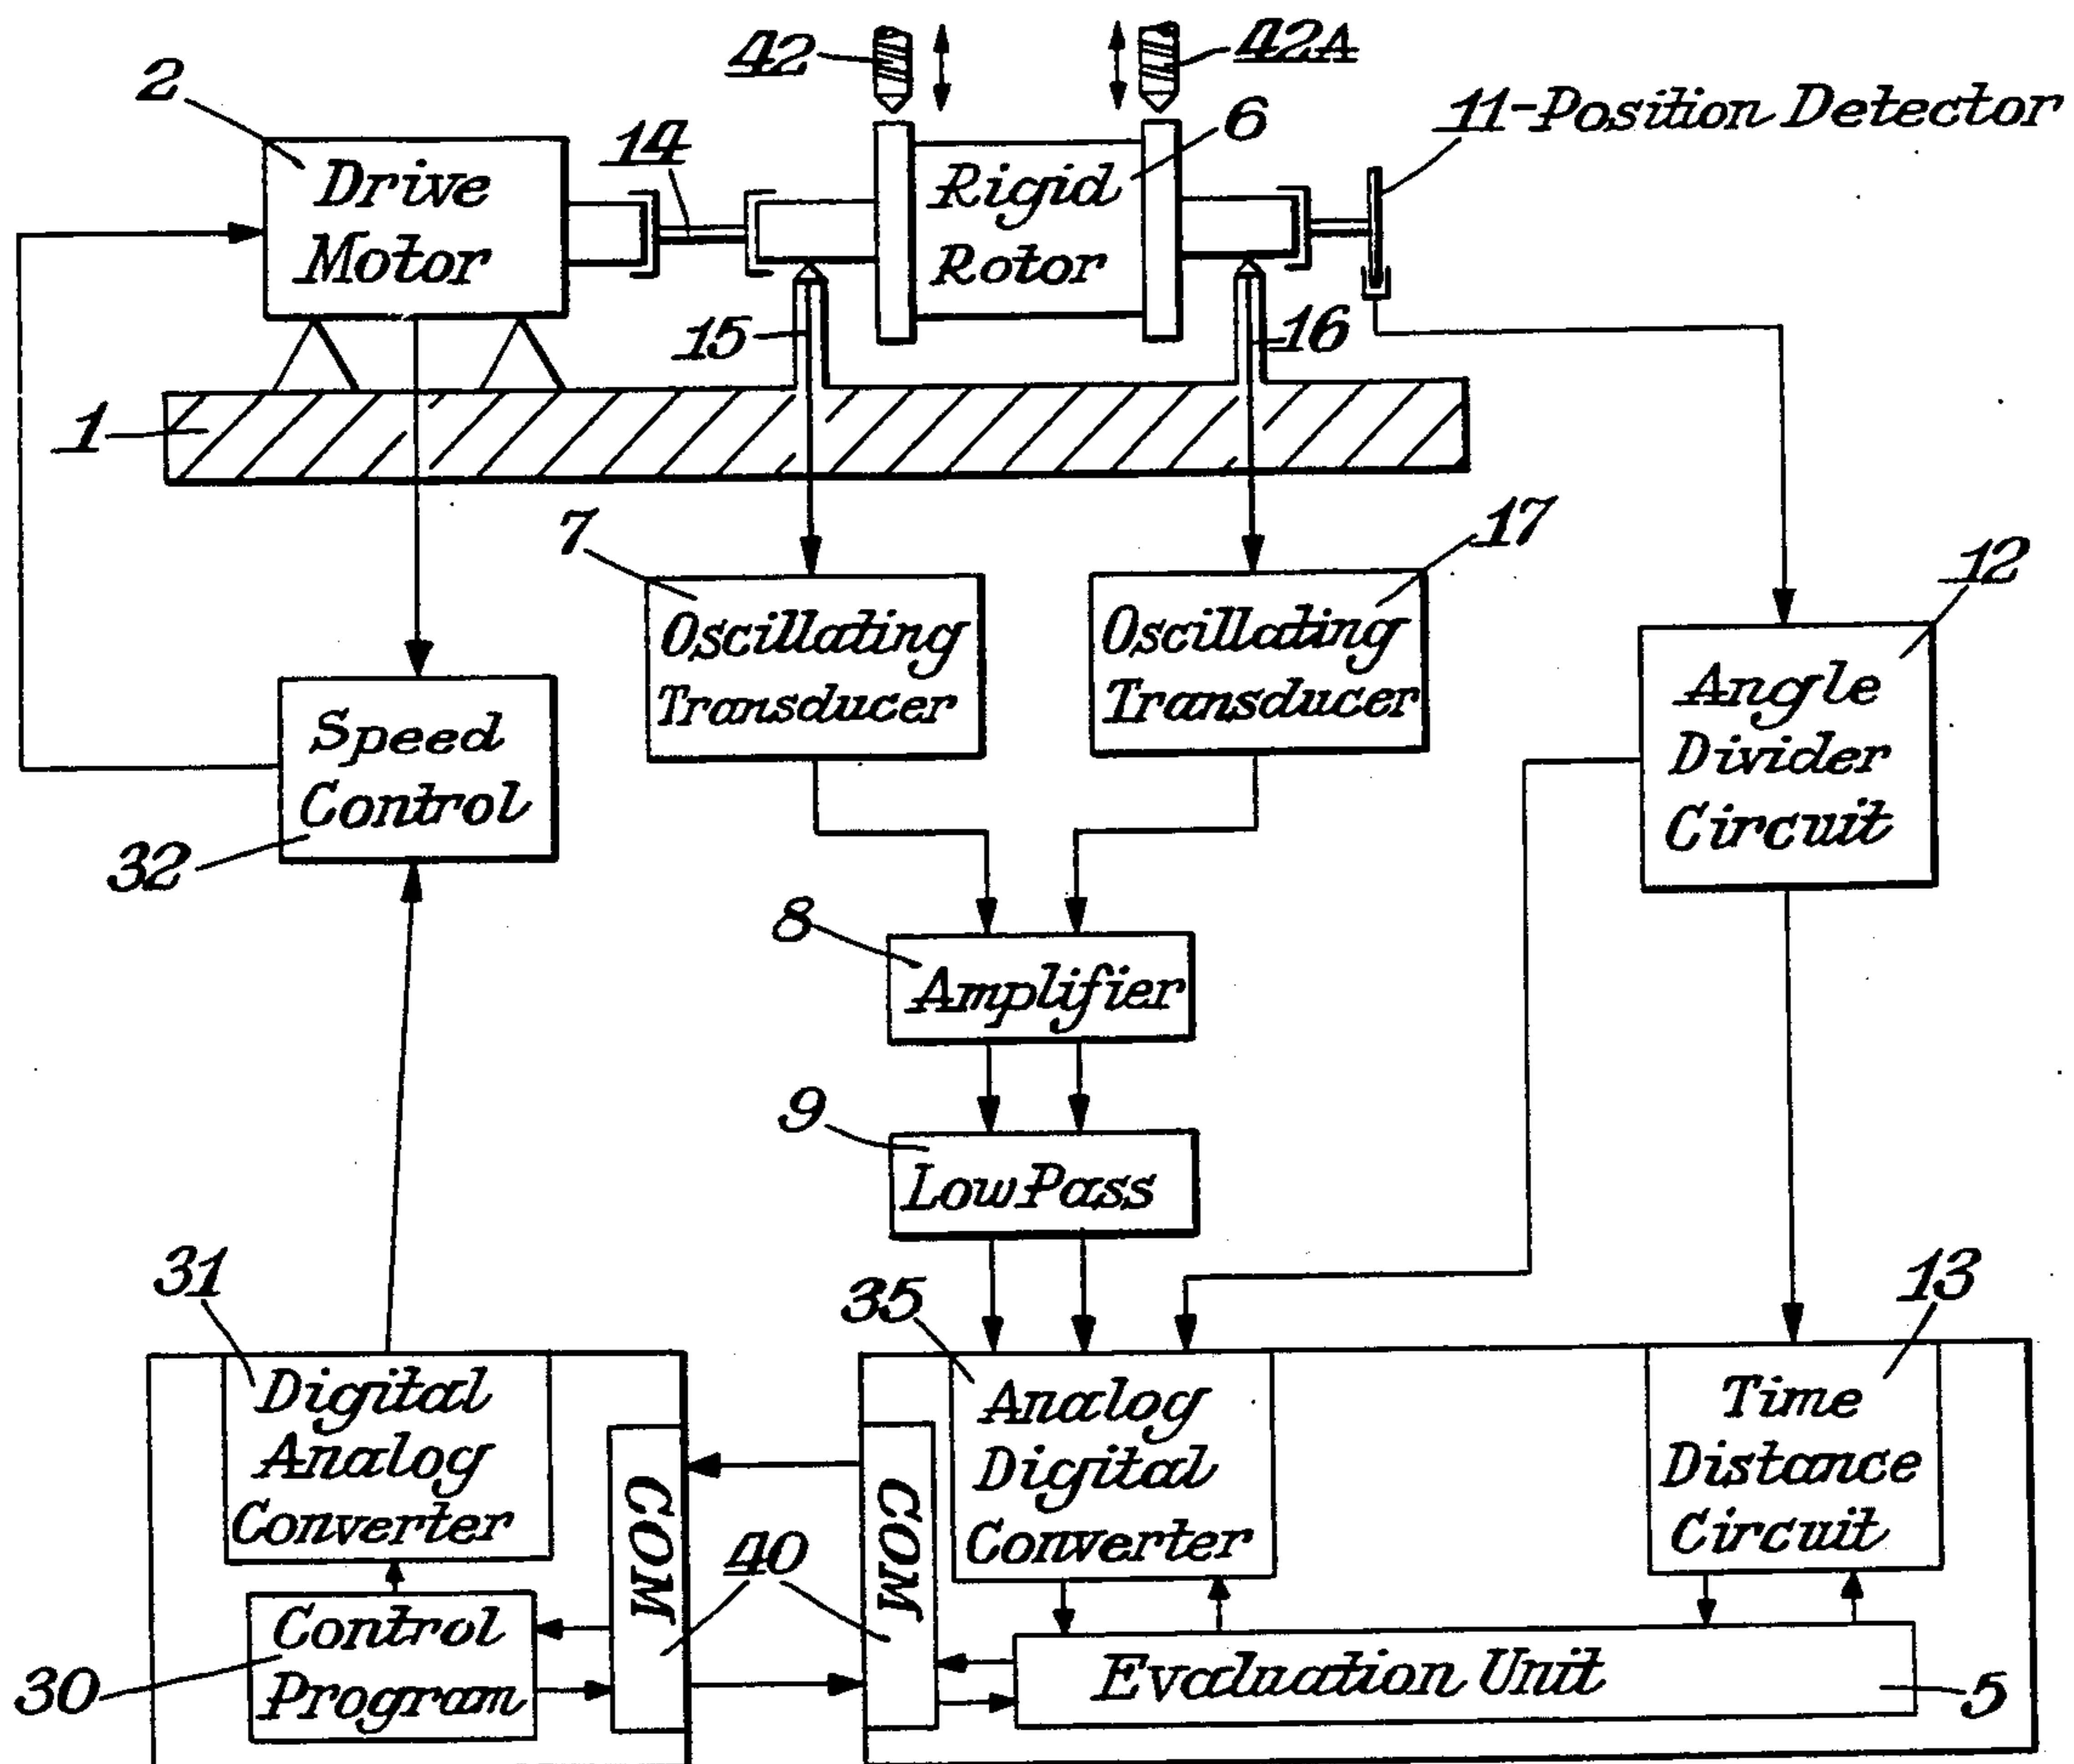 42
42A
2
Drive
Motor
14
Rigid
Rotor
6
11-Position Detector
15
16
1
7
Oscillating
Transducer
17
Oscillating
Transducer
12
Angle
Divider
Circuit
Speed
Control
32
8
Amplifier
9
Low Pass
31
Digital
Analog
Converter
35
Analog
Digital
Converter
13
Time
Distance
Circuit
COM
40
COM
Control
Program
30
Evaluation Unit
5